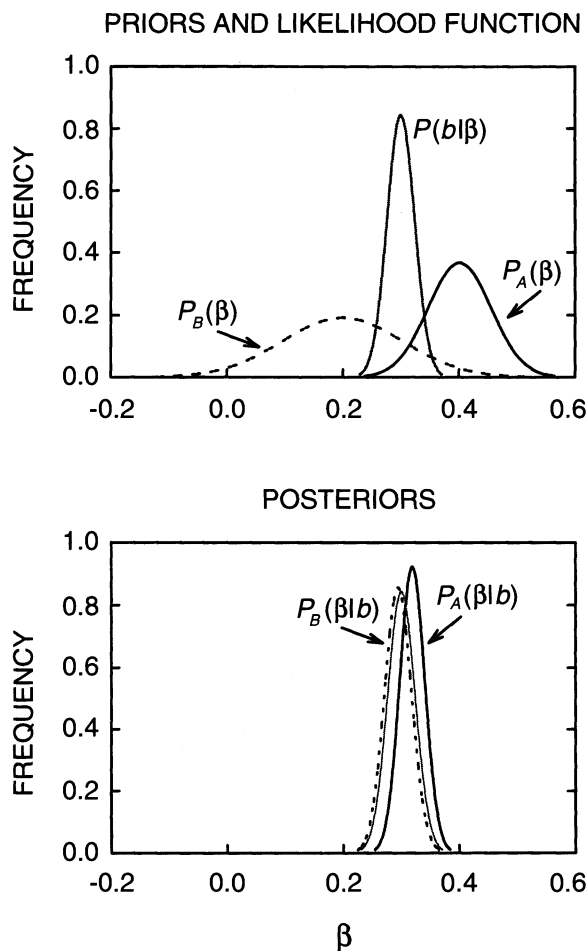 PRIORS AND LIKELIHOOD FUNCTION
1.0
0.8
0.6
0.4
0.2
0.0
FREQUENCY
P(b|β)
P_A(β)
P_B(β)
-0.2 0.0 0.2 0.4 0.6
POSTERIORS
1.0
0.8
0.6
0.4
0.2
0.0
FREQUENCY
P_B(β|b)
P_A(β|b)
-0.2 0.0 0.2 0.4 0.6
β